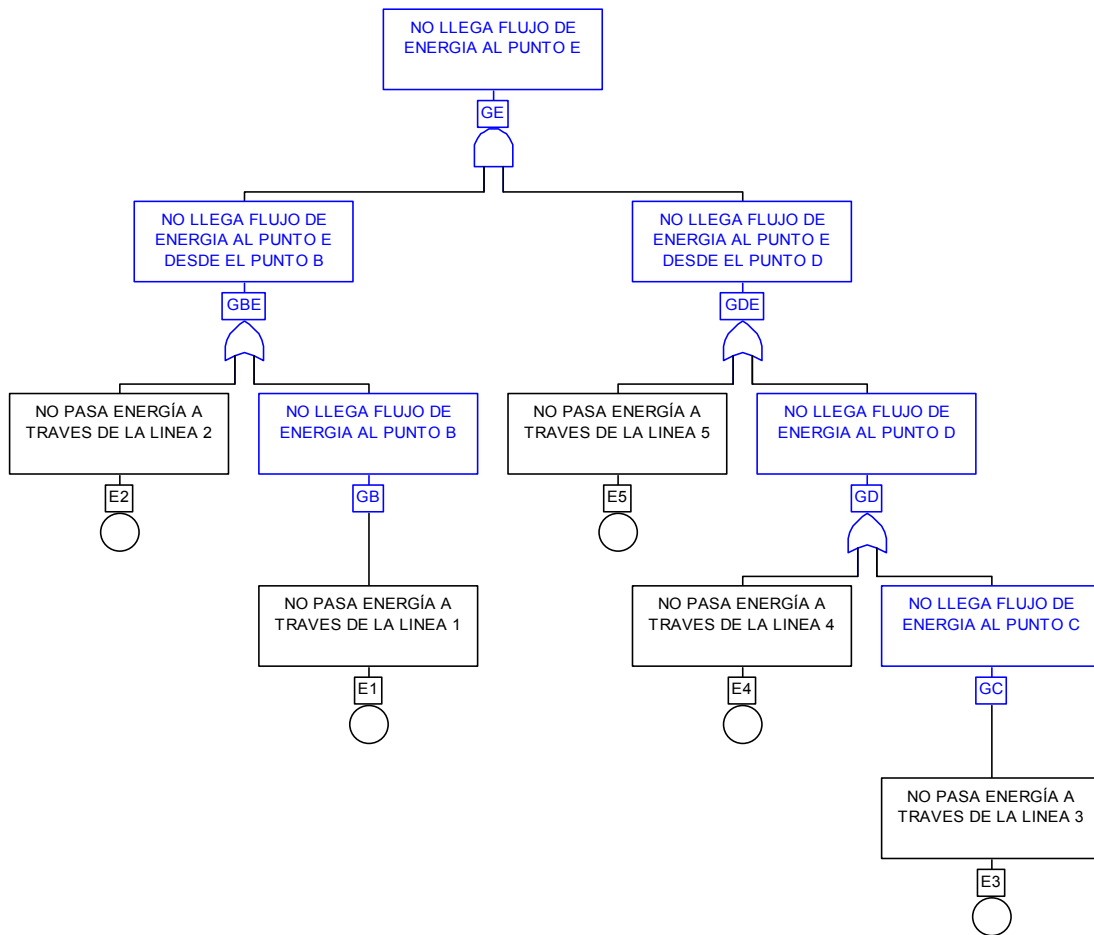 NO LLEGA FLUJO DE
ENERGIA AL PUNTO E
GE
NO LLEGA FLUJO DE
ENERGIA AL PUNTO E
DESDE EL PUNTO B
GBE
NO LLEGA FLUJO DE
ENERGIA AL PUNTO E
DESDE EL PUNTO D
GDE
NO PASA ENERGÍA A
TRAVES DE LA LINEA 2
E2
NO LLEGA FLUJO DE
ENERGIA AL PUNTO B
GB
NO PASA ENERGÍA A
TRAVES DE LA LINEA 5
E5
NO LLEGA FLUJO DE
ENERGIA AL PUNTO D
GD
NO PASA ENERGÍA A
TRAVES DE LA LINEA 1
E1
NO PASA ENERGÍA A
TRAVES DE LA LINEA 4
E4
NO LLEGA FLUJO DE
ENERGIA AL PUNTO C
GC
NO PASA ENERGÍA A
TRAVES DE LA LINEA 3
E3